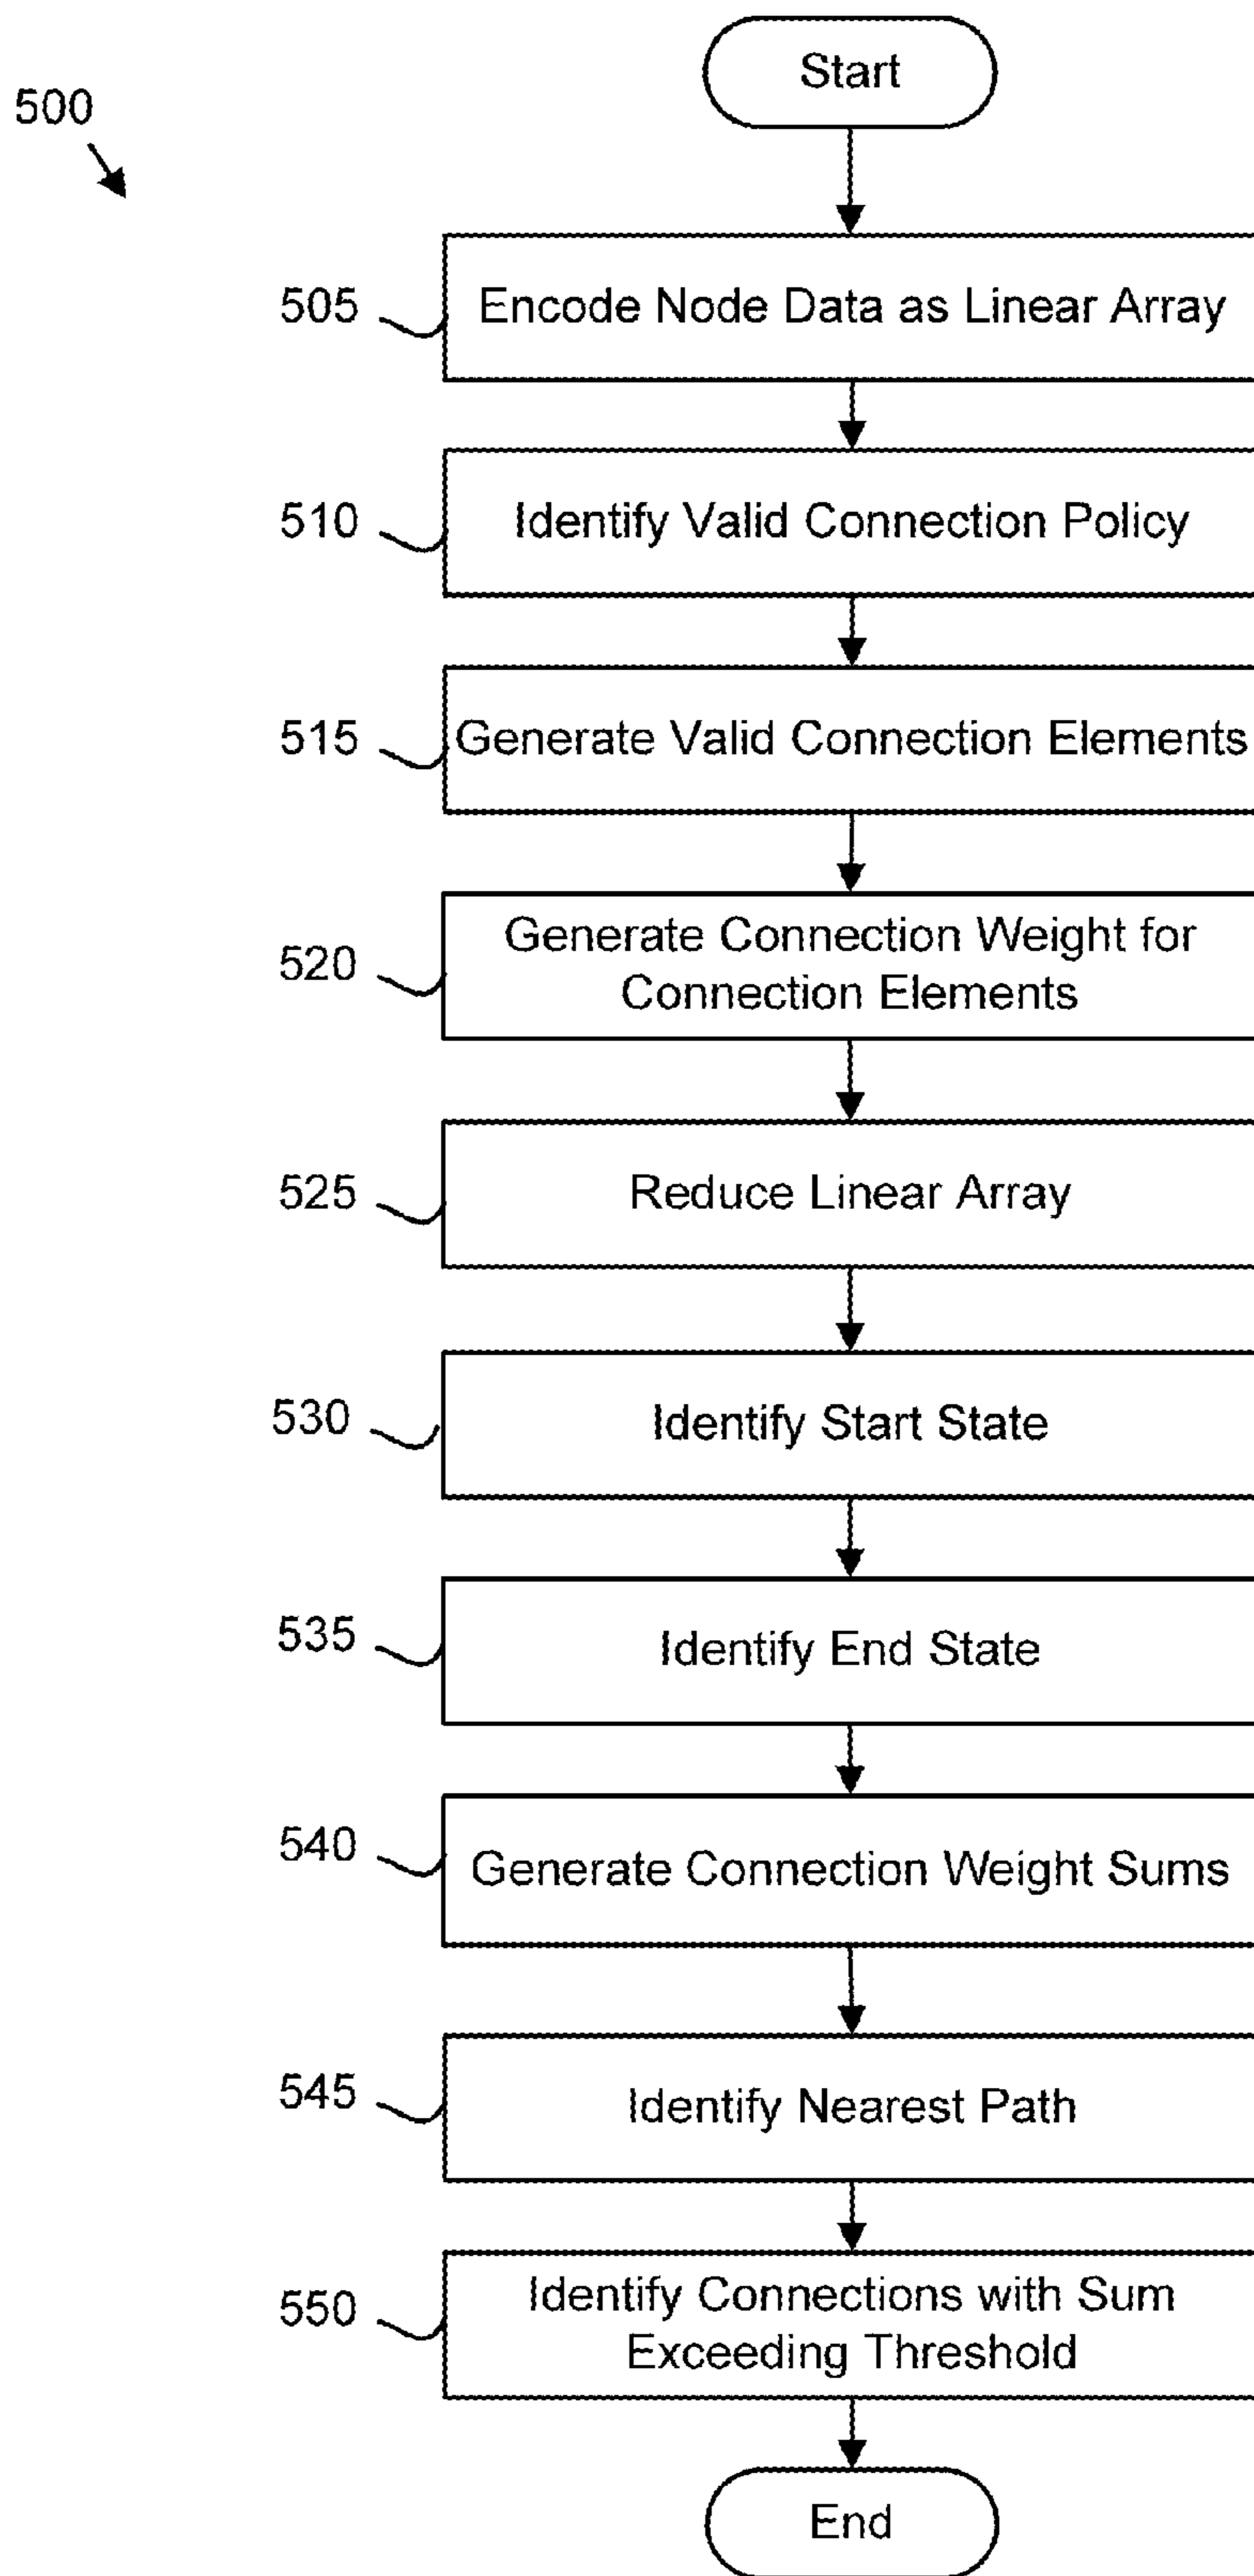 Start
500
505
Encode Node Data as Linear Array
510
Identify Valid Connection Policy
515
Generate Valid Connection Elements
520
Generate Connection Weight for
Connection Elements
525
Reduce Linear Array
530
Identify Start State
535
Identify End State
540
Generate Connection Weight Sums
545
Identify Nearest Path
550
Identify Connections with Sum
Exceeding Threshold
End